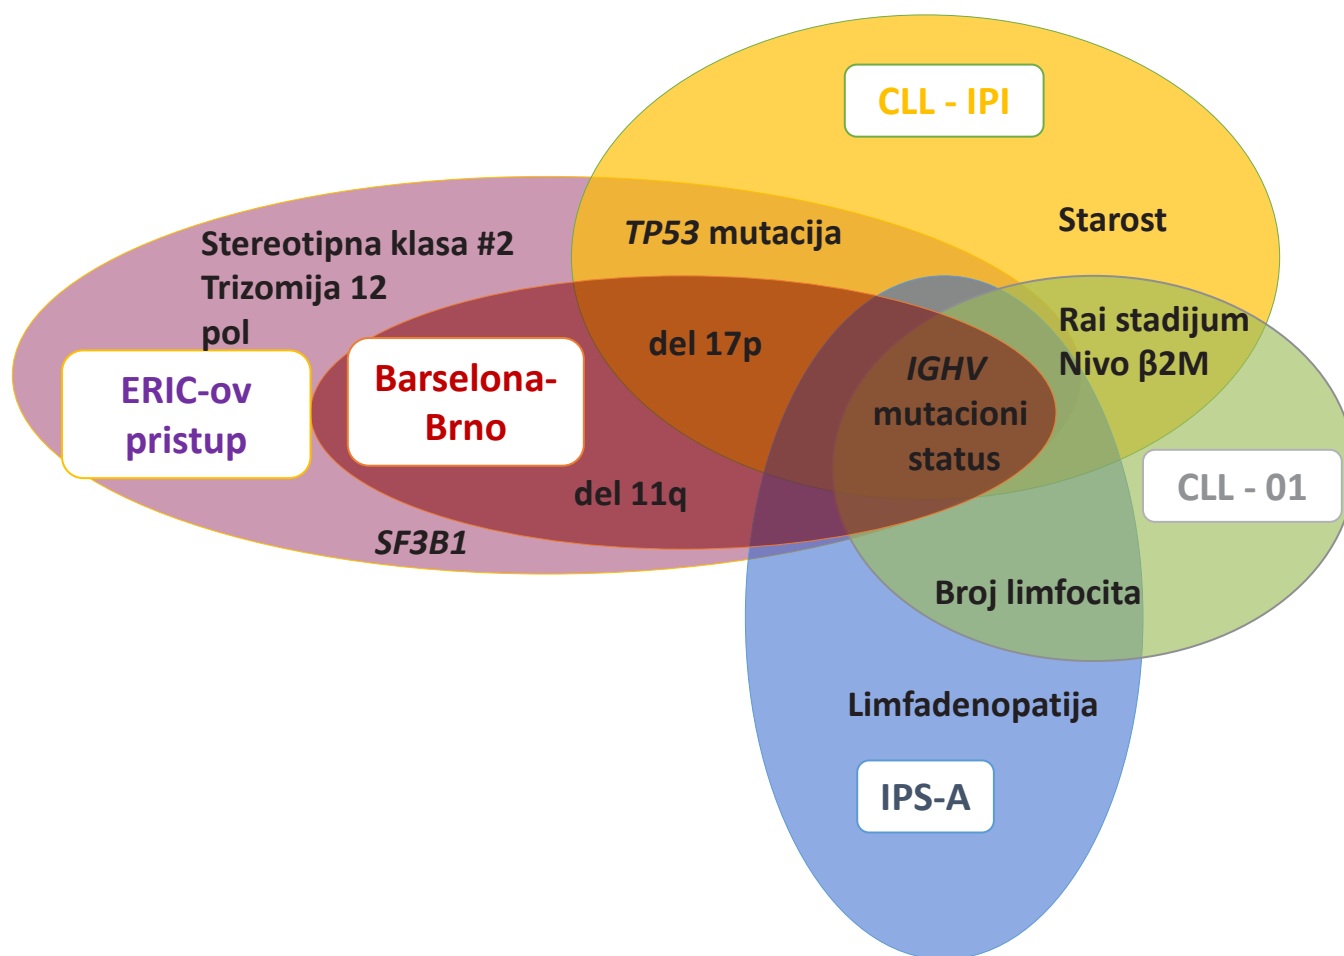 CLL - IPI
Starost
TP53 mutacija
Stereotipna klasa #2
Trizomija 12
pol
ERIC-ov
pristup
Barselona-
Brno
del 17p
IGHV
mutacioni
status
Rai stadijum
Nivo β2M
CLL - 01
del 11q
SF3B1
Broj limfocita
Limfadenopatija
IPS-A